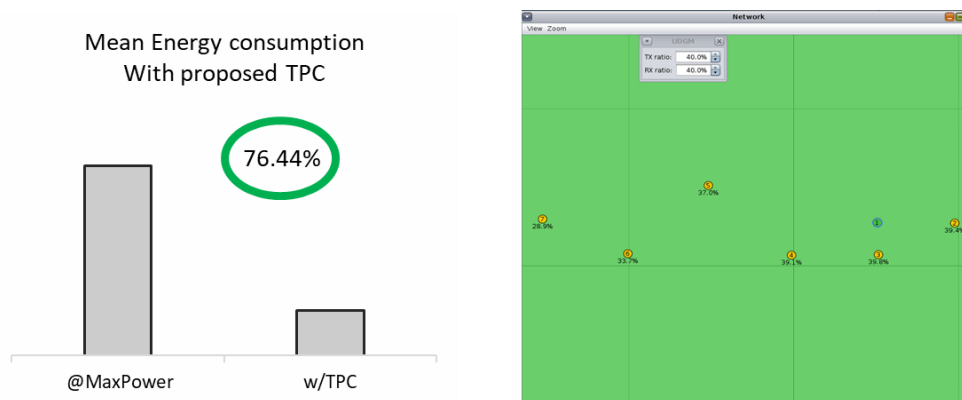 Mean Energy consumption
With proposed TPC
76.44%
@MaxPower
w/TPC
Network
View Zoom
UDGM
TX ratio: 40.0%
RX ratio: 40.0%
5
37.0%
7
28.9%
1
2
39.4%
6
33.7%
4
39.1%
3
39.8%